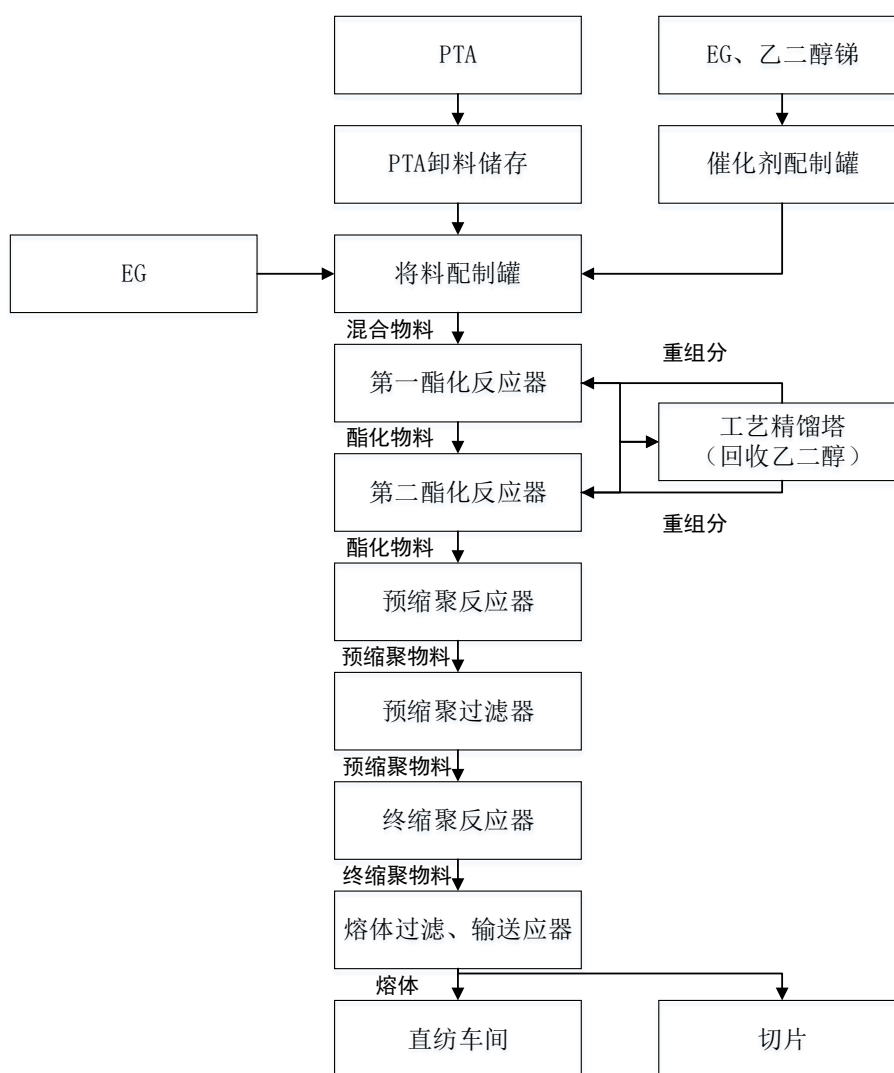 PTA
EG、乙二醇锑
PTA卸料储存
催化剂配制罐
EG
将料配制罐
混合物料
重组分
第一酯化反应器
工艺精馏塔
（回收乙二醇）
酯化物料
第二酯化反应器
重组分
酯化物料
预缩聚反应器
预缩聚物料
预缩聚过滤器
预缩聚物料
终缩聚反应器
终缩聚物料
熔体过滤、输送应器
熔体
直纺车间
切片